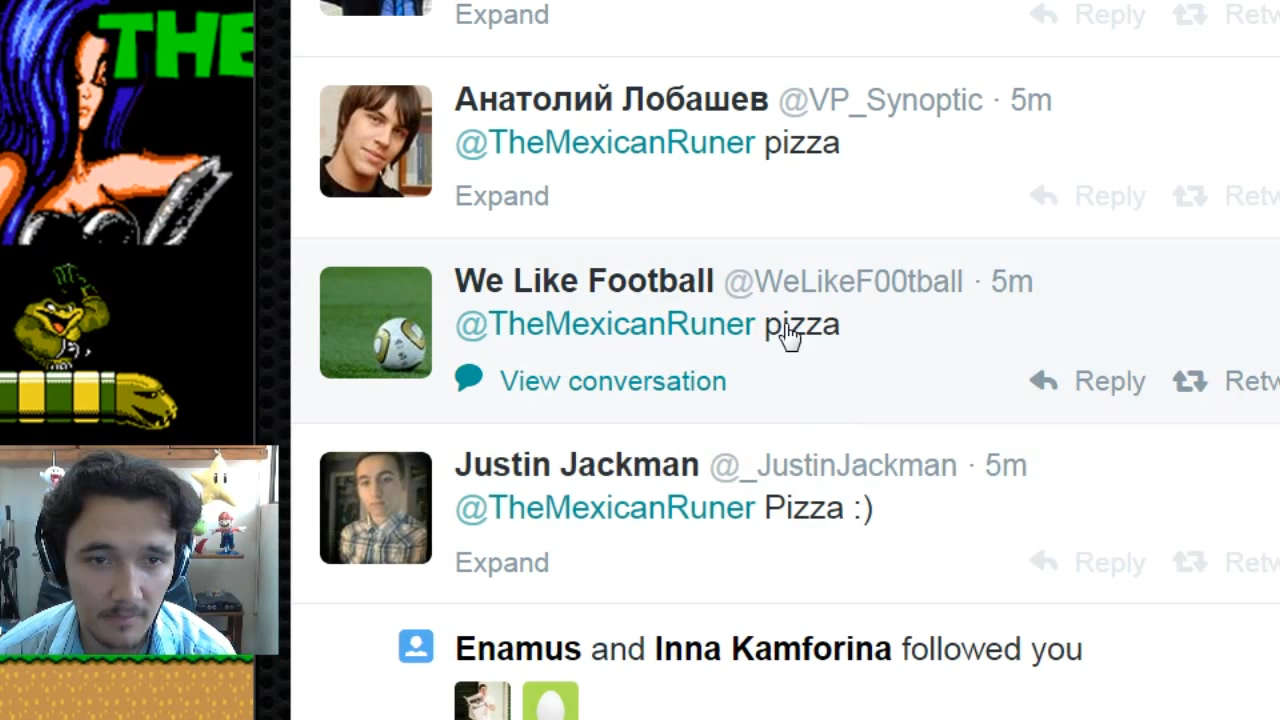 THE
Expand
Reply
Retw
Анатолий Лобашев @VP_Synoptic · 5m
@TheMexicanRuner pizza
Expand
Reply
Retw
We Like Football @WeLikeF00tball · 5m
@TheMexicanRuner pizza
View conversation
Reply
Retw
Justin Jackman @_JustinJackman · 5m
@TheMexicanRuner Pizza :)
Expand
Reply
Retw
Enamus and Inna Kamforina followed you